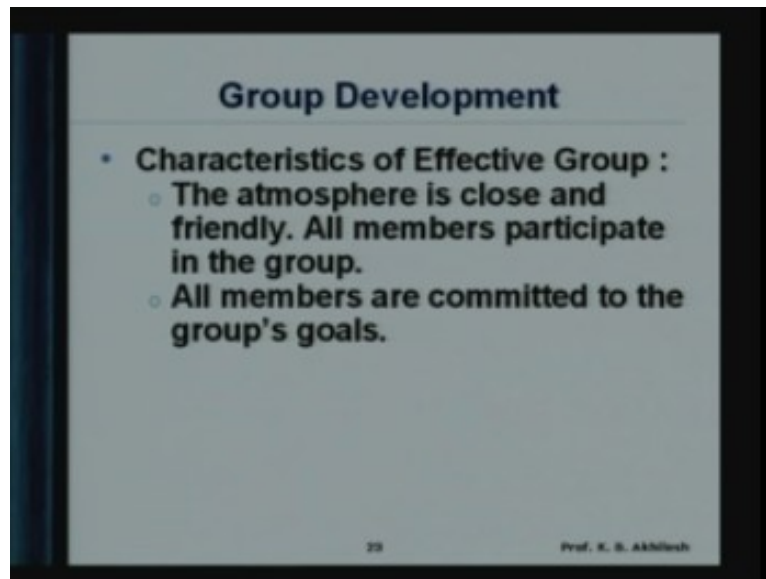 Group Development
• Characteristics of Effective Group :
o The atmosphere is close and
friendly. All members participate
in the group.
o All members are committed to the
group's goals.
23
Prof. K. B. Akhilesh